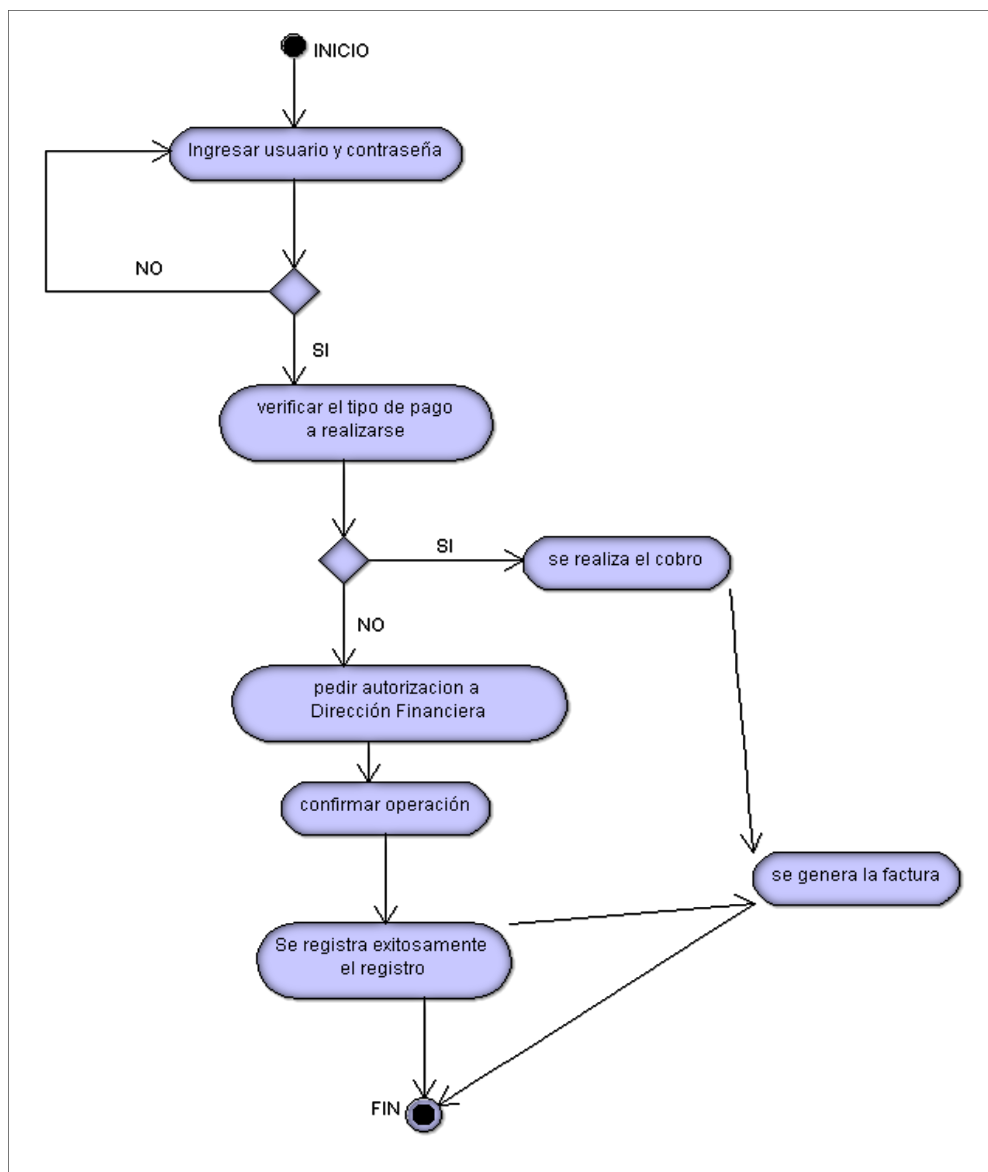 INICIO
Ingresar usuario y contraseña
NO
SI
verificar el tipo de pago
a realizarse
SI
se realiza el cobro
NO
pedir autorizacion a
Dirección Financiera
confirmar operación
se genera la factura
Se registra exitosamente
el registro
FIN